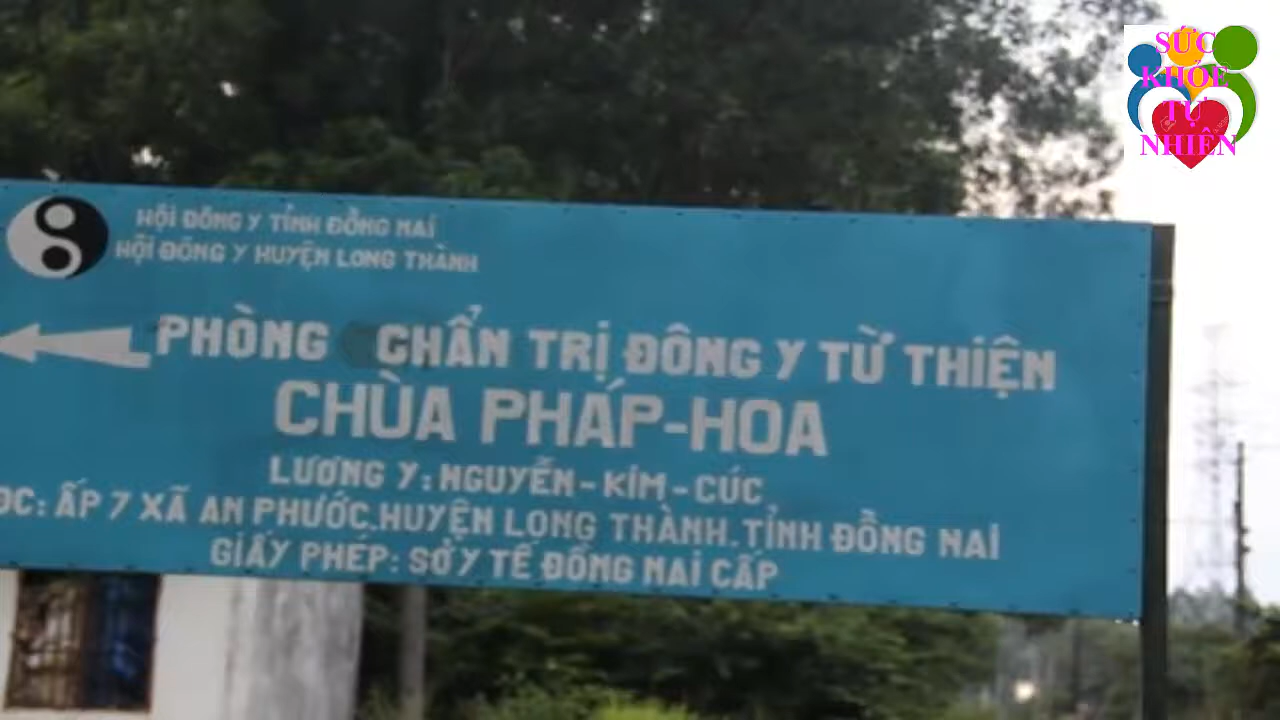 HỘI ĐÔNG Y TỈNH ĐỒNG NAI
HỘI ĐÔNG Y HUYỆN LONG THÀNH
PHÒNG CHẨN TRỊ ĐÔNG Y TỪ THIỆN
CHÙA PHÁP-HOA
LƯƠNG Y: NGUYỄN-KIM-CÚC
ĐC: ẤP 7 XÃ AN PHƯỚC.HUYỆN LONG THÀNH.TỈNH ĐỒNG NAI
GIẤY PHÉP: SỞ Y TẾ ĐỒNG NAI CẤP
SỨC
KHỎE
TỰ
NHIÊN